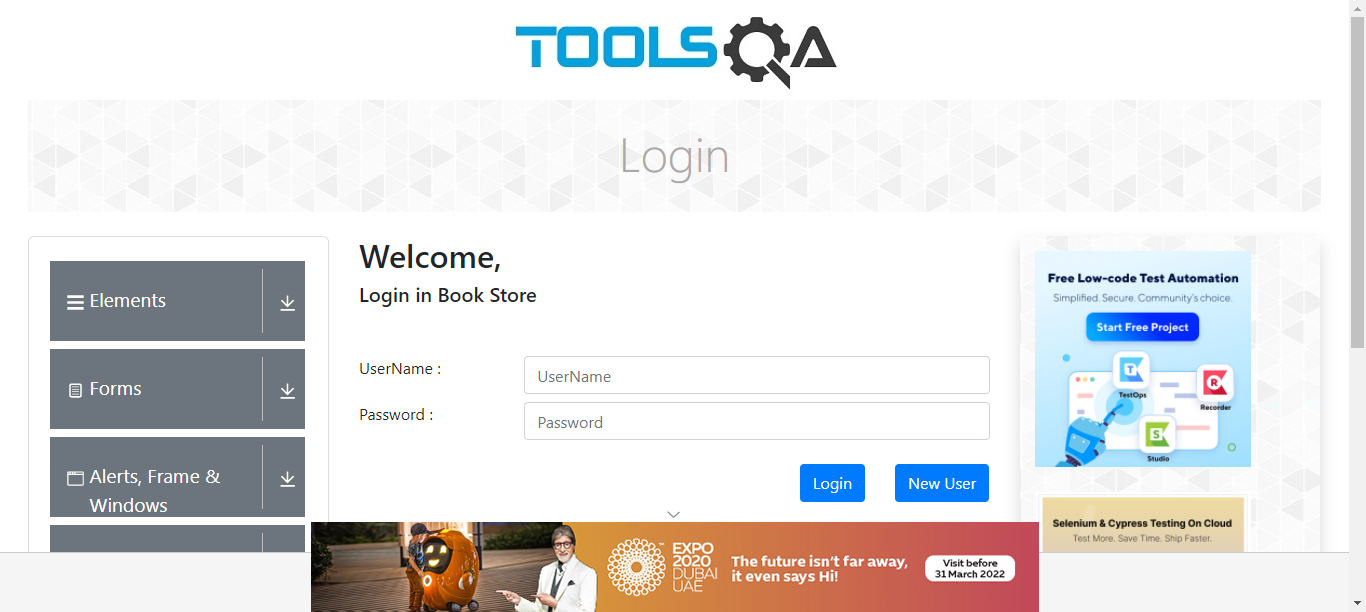 TOOLSQA
Login
Elements
Forms
Alerts, Frame &
Windows
Welcome,
Login in Book Store
UserName :
UserName
Password :
Password
Login
New User
Free Low-code Test Automation
Simplified. Secure. Community's choice.
Start Free Project
TestOps
Recorder
Studio
Selenium & Cypress Testing On Cloud
Test More. Save Time. Ship Faster.
EXPO
2020
DUBAI
UAE
The future isn't far away,
it even says Hi!
Visit before
31 March 2022